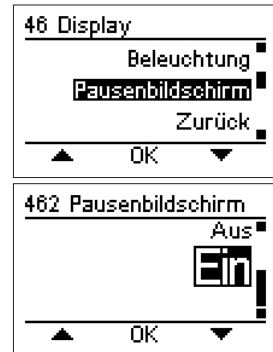 46 Display
Beleuchtung
Pausenbildschirm
Zurück
OK
462 Pausenbildschirm
Aus
Ein
OK